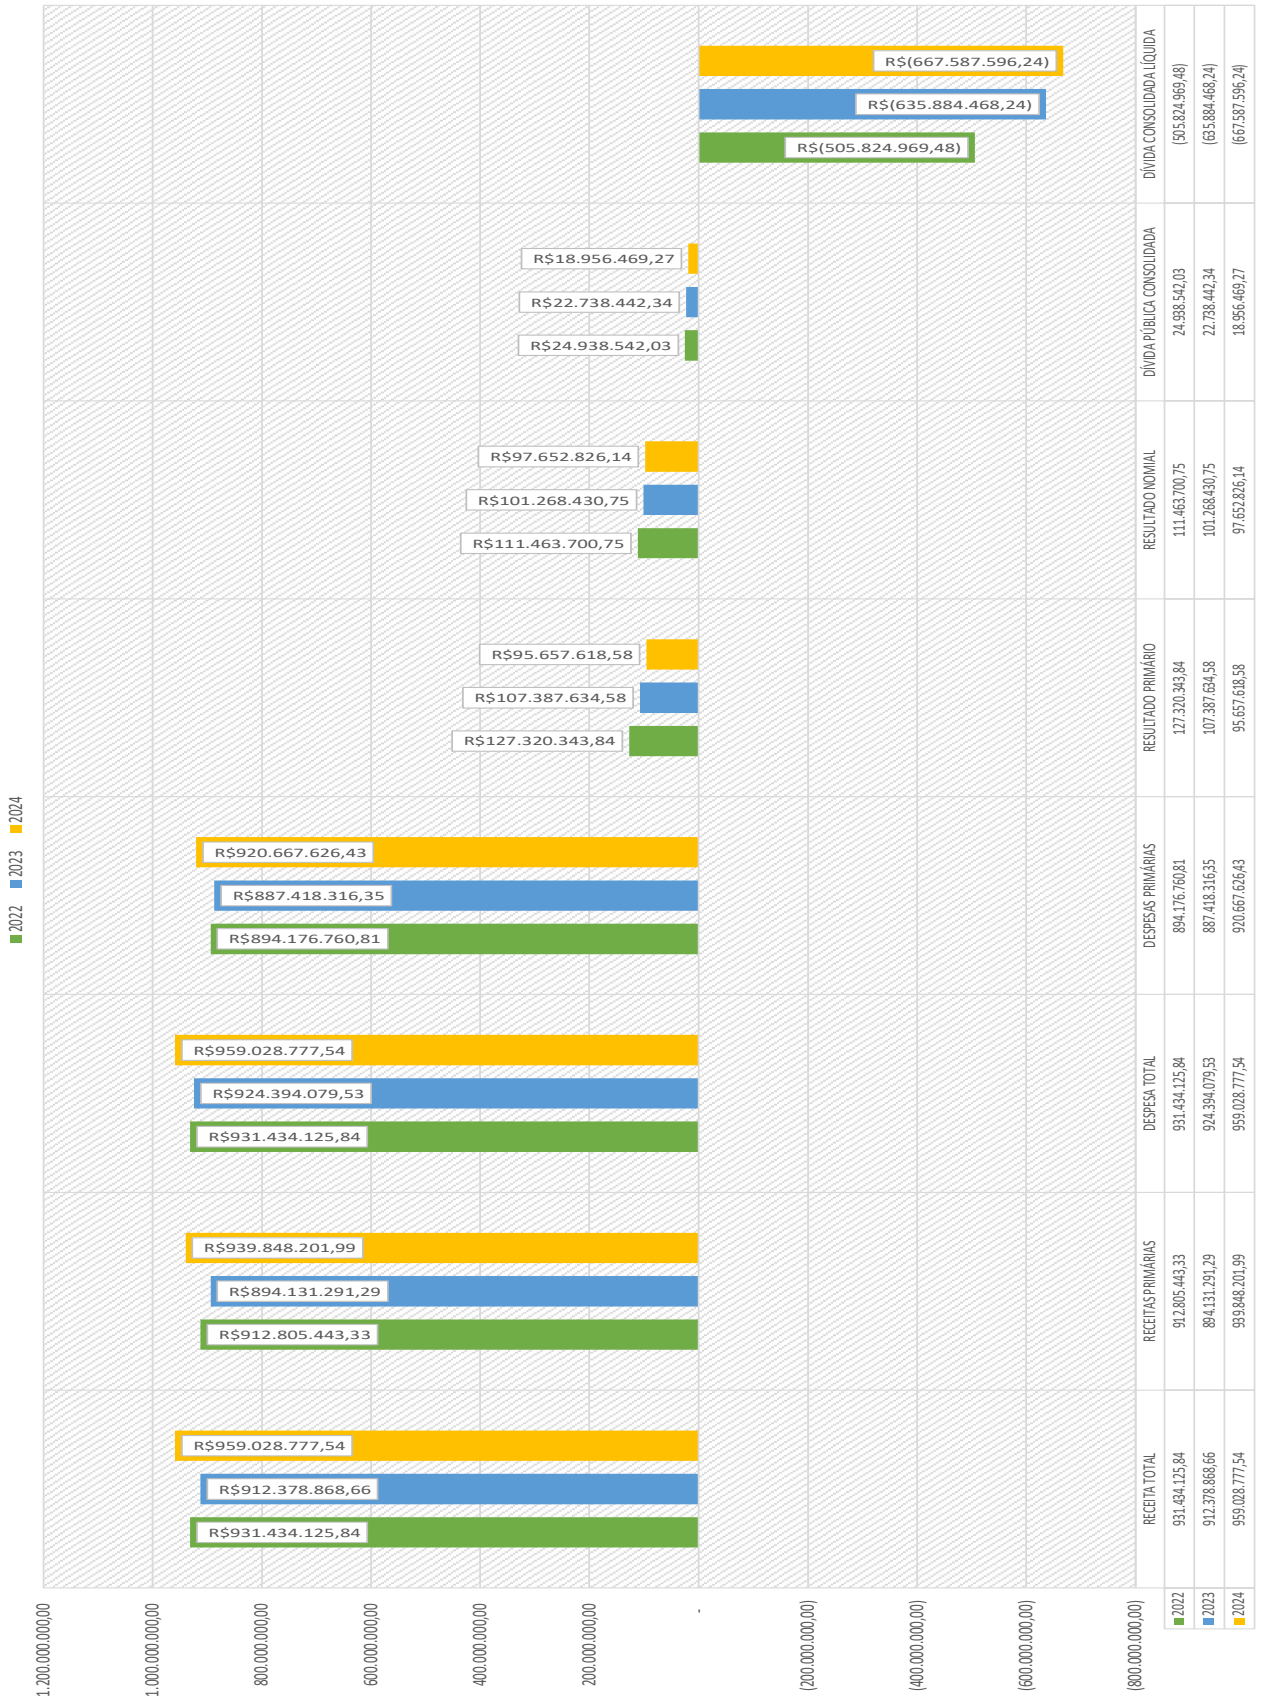 2022 2023 2024
1.200.000.000,00
1.000.000.000,00
800.000.000,00
600.000.000,00
400.000.000,00
200.000.000,00
-
(200.000.000,00)
(400.000.000,00)
(600.000.000,00)
(800.000.000,00)
R$931.434.125,84
R$912.378.868,66
R$959.028.777,54
R$912.805.443,33
R$894.131.291,29
R$939.848.201,99
R$931.434.125,84
R$924.394.079,53
R$959.028.777,54
R$894.176.760,81
R$887.418.316,35
R$920.667.626,43
R$127.320.343,84
R$107.387.634,58
R$95.657.618,58
R$111.463.700,75
R$101.268.430,75
R$97.652.826,14
R$24.938.542,03
R$22.738.442,34
R$18.956.469,27
R$(505.824.969,48)
R$(635.884.468,24)
R$(667.587.596,24)
RECEITA TOTAL RECEITAS PRIMÁRIAS DESPESA TOTAL DESPESAS PRIMÁRIAS RESULTADO PRIMÁRIO RESULTADO NOMIAL DÍVIDA PÚBLICA CONSOLIDADA DÍVIDA CONSOLIDADA LÍQUIDA
2022 931.434.125,84 912.805.443,33 931.434.125,84 894.176.760,81 127.320.343,84 111.463.700,75 24.938.542,03 (505.824.969,48)
2023 912.378.868,66 894.131.291,29 924.394.079,53 887.418.316,35 107.387.634,58 101.268.430,75 22.738.442,34 (635.884.468,24)
2024 959.028.777,54 939.848.201,99 959.028.777,54 920.667.626,43 95.657.618,58 97.652.826,14 18.956.469,27 (667.587.596,24)